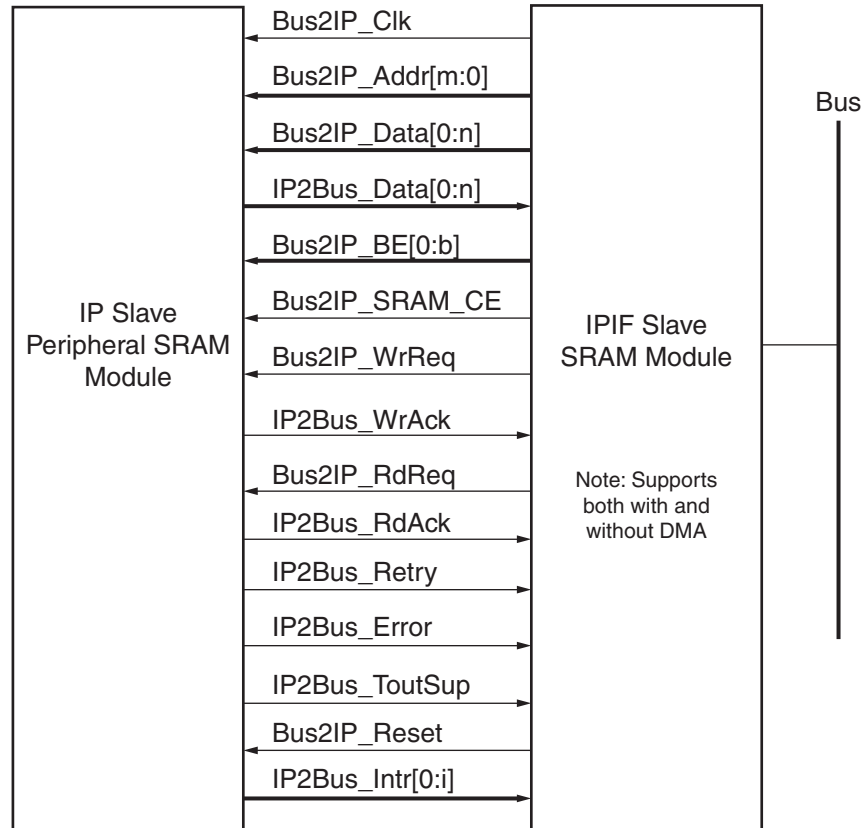 Bus2IP_Clk
Bus2IP_Addr[m:0]
Bus
Bus2IP_Data[0:n]
IP2Bus_Data[0:n]
Bus2IP_BE[0:b]
Bus2IP_SRAM_CE
IP Slave
Peripheral SRAM
Module
IPIF Slave
SRAM Module
Bus2IP_WrReq
IP2Bus_WrAck
Bus2IP_RdReq
IP2Bus_RdAck
Note: Supports
both with and
without DMA
IP2Bus_Retry
IP2Bus_Error
IP2Bus_ToutSup
Bus2IP_Reset
IP2Bus_Intr[0:i]